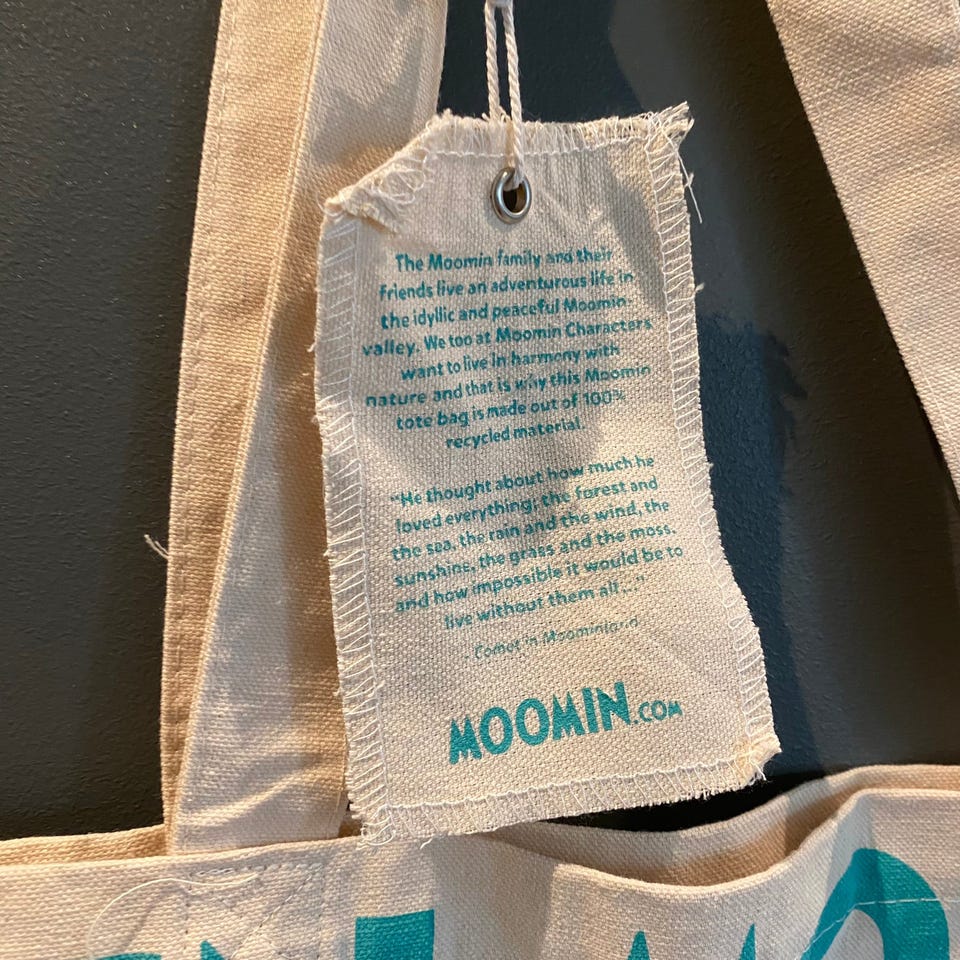 The Moomin family and their
friends live an adventurous life in
the idyllic and peaceful Moomin-
valley. We too at Moomin Characters
want to live in harmony with
nature and that is why this Moomin
tote bag is made out of 100%
recycled material.
"He thought about how much he
loved everything; the forest and
the sea, the rain and the wind, the
sunshine, the grass and the moss,
and how impossible it would be to
live without them all..."
- Comet in Moominland
MOOMIN.COM